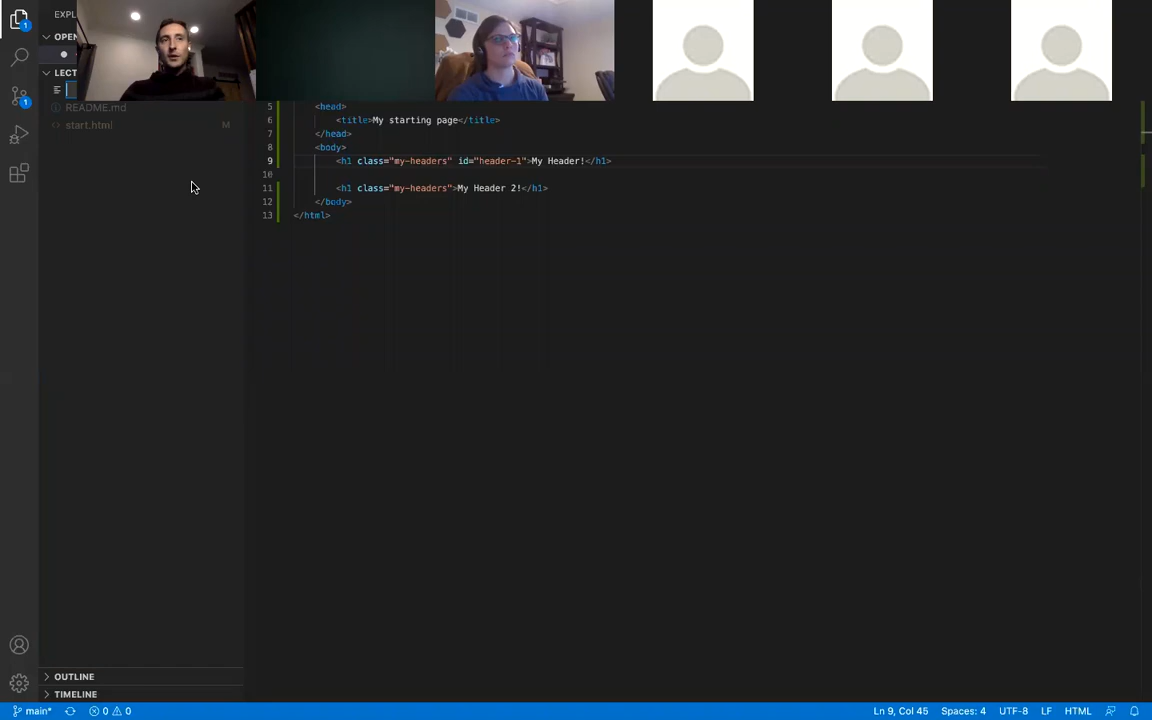 EXPL
1
OPEN
LECT
README.md
start.html M
1
5 <head>
6 <title>My starting page</title>
7 </head>
8 <body>
9 <h1 class="my-headers" id="header-1">My Header!</h1>
10
11 <h1 class="my-headers">My Header 2!</h1>
12 </body>
13 </html>
OUTLINE
TIMELINE
main* 0 0 Ln 9, Col 45 Spaces: 4 UTF-8 LF HTML